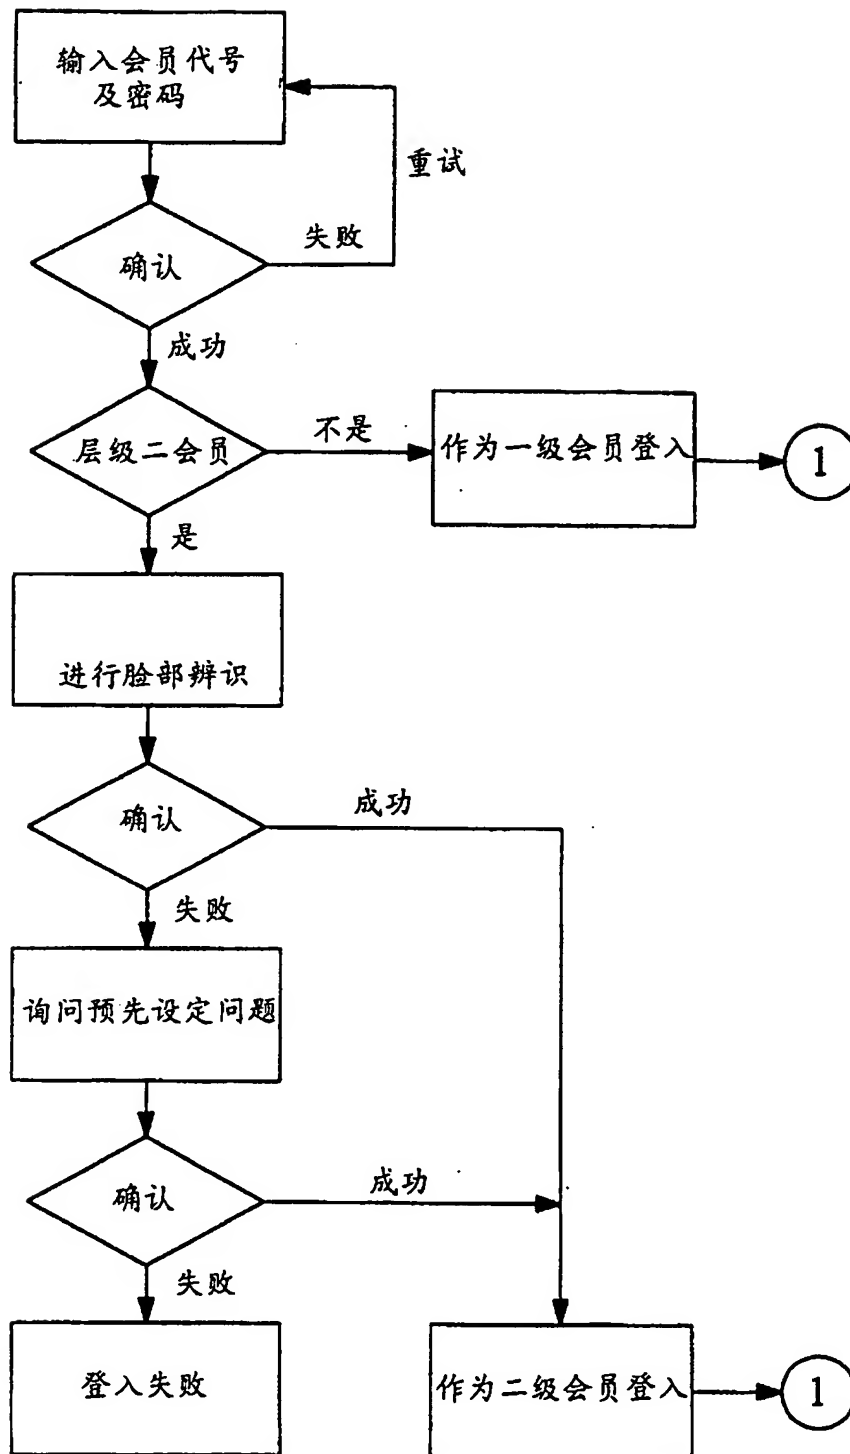 输入会员代号
及密码
重试
失败
确认
成功
层级二会员
不是
作为一级会员登入
1
是
进行脸部辨识
确认
成功
失败
询问预先设定问题
确认
成功
失败
登入失败
作为二级会员登入
1